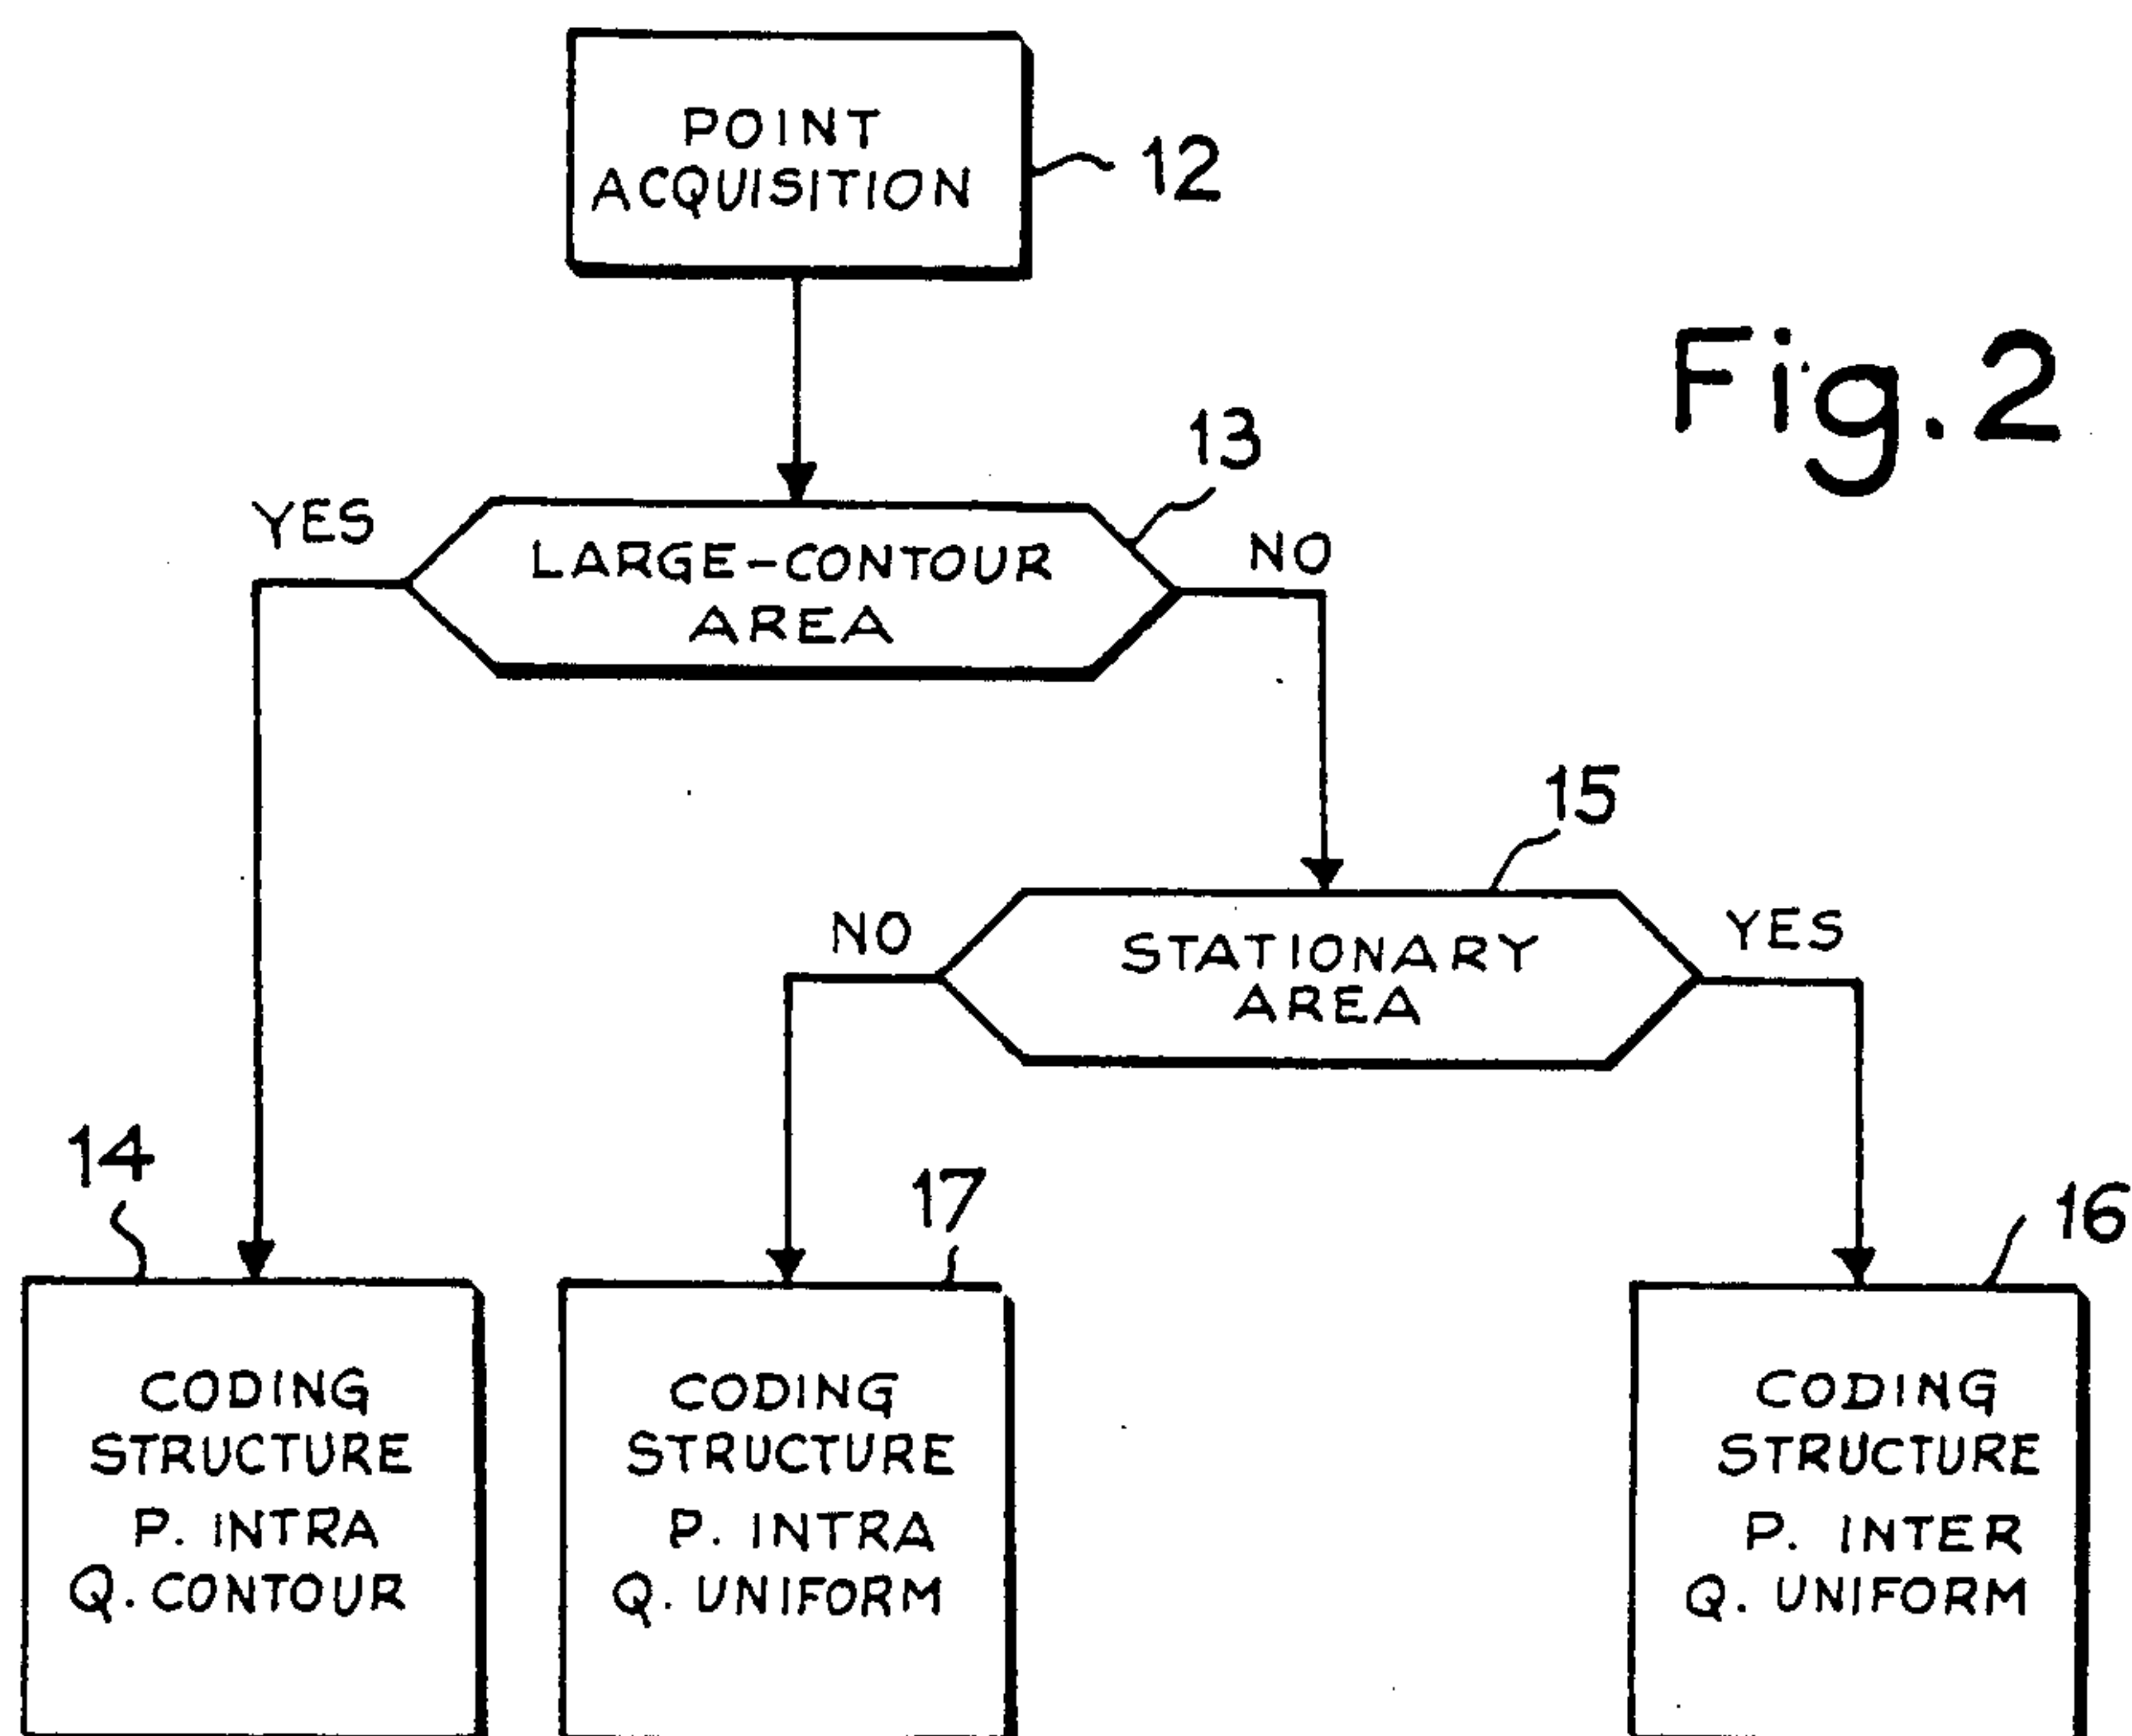 POINT
ACQUISITION
12
Fig.2
13
YES
LARGE-CONTOUR
AREA
NO
15
NO
STATIONARY
AREA
YES
14
17
16
CODING
STRUCTURE
P. INTRA
Q. CONTOUR
CODING
STRUCTURE
P. INTRA
Q. UNIFORM
CODING
STRUCTURE
P. INTER
Q. UNIFORM